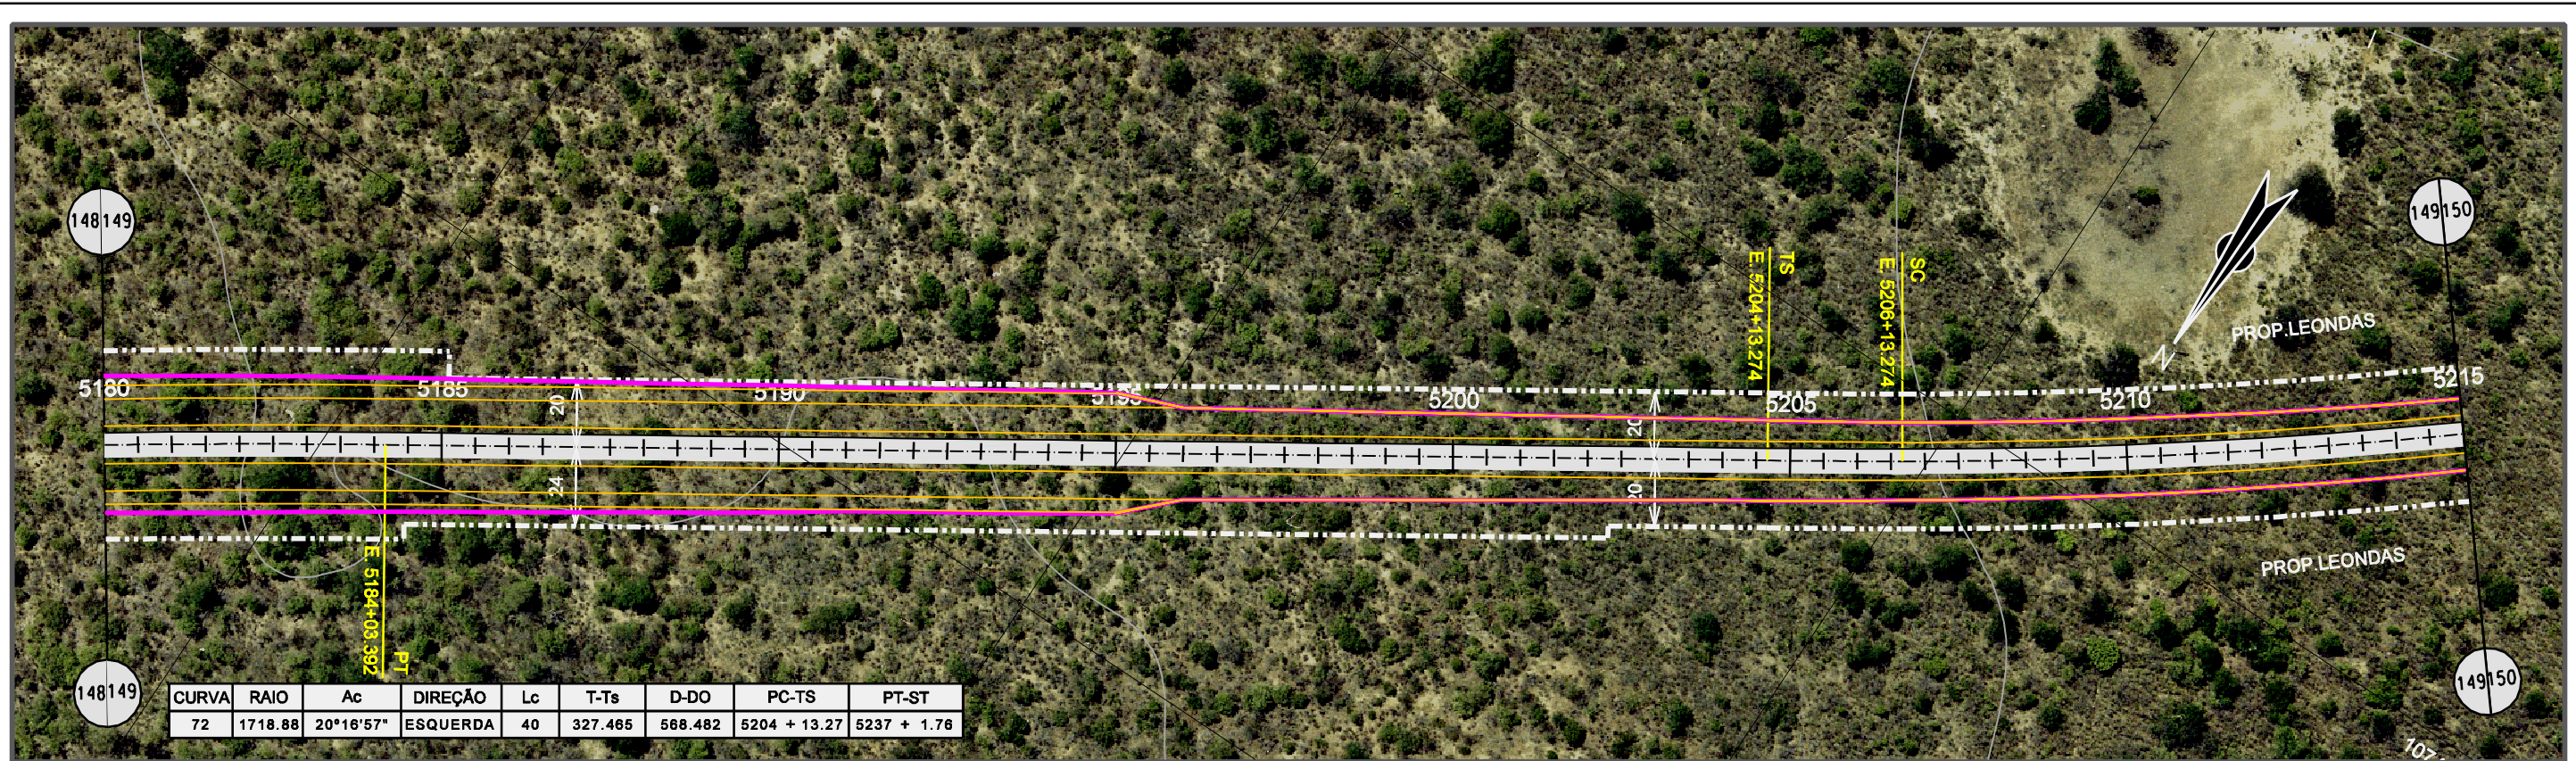 148 149
149 150
TS
E. 5204+13.274
SC
E. 5206+13.274
PROP.LEONDAS
N
5180
5185
5190
5195
5200
5205
5210
5215
20
20
24
20
PROP.LEONDAS
E. 5184+03.392
PT
148 149
149 150
CURVA RAIO Ac DIREÇÃO Lc T-Ts D-DO PC-TS PT-ST
72 1718.88 20°16'57" ESQUERDA 40 327.465 568.482 5204 + 13.27 5237 + 1.76